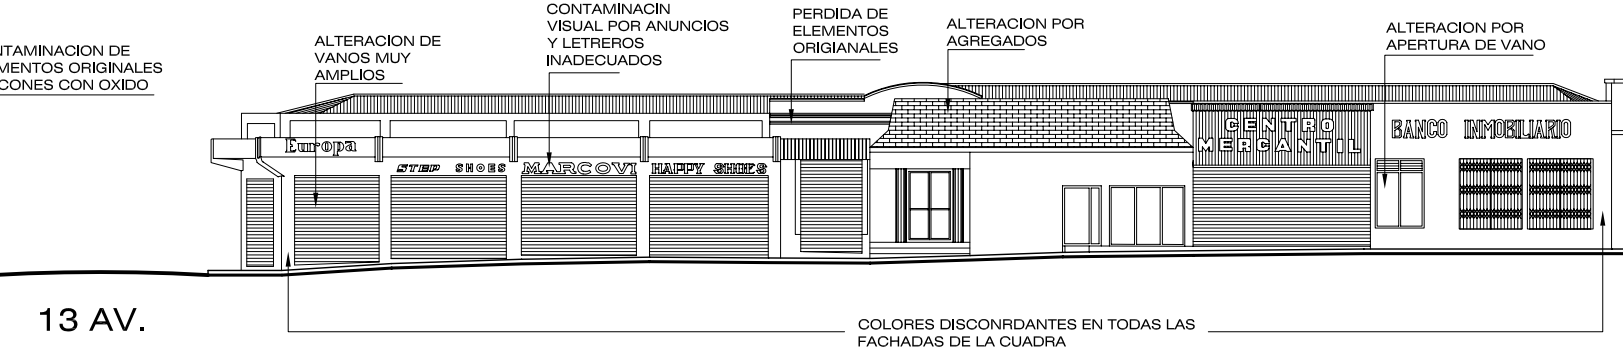 NTAMINACION DE
MENTOS ORIGINALES
CONES CON OXIDO
ALTERACION DE
VANOS MUY
AMPLIOS
CONTAMINACIN
VISUAL POR ANUNCIOS
Y LETREROS
INADECUADOS
PERDIDA DE
ELEMENTOS
ORIGIANALES
ALTERACION POR
AGREGADOS
ALTERACION POR
APERTURA DE VANO
Europa
STEP SHOES
MARCOVI
HAPPY SHOES
CENTRO
MERCANTIL
BANCO INMOBILIARIO
13 AV.
COLORES DISCONRDANTES EN TODAS LAS
FACHADAS DE LA CUADRA